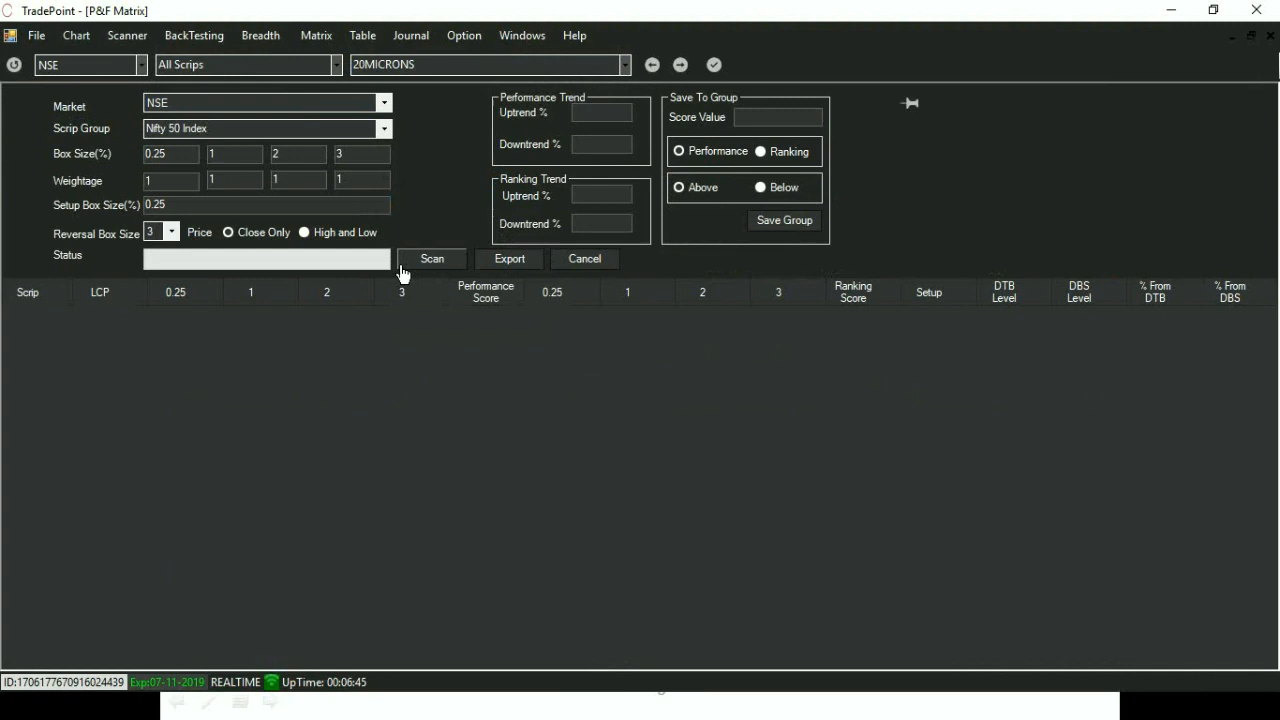 TradePoint - [P&F Matrix]
File Chart Scanner BackTesting Breadth Matrix Table Journal Option Windows Help
NSE All Scrips 20MICRONS
Market NSE
Scrip Group Nifty 50 Index
Box Size(%) 0.25 1 2 3
Weightage 1 1 1 1
Setup Box Size(%) 0.25
Reversal Box Size 3 Price Close Only High and Low
Status Scan Export Cancel
Performance Trend
Uptrend %
Downtrend %
Ranking Trend
Uptrend %
Downtrend %
Save To Group
Score Value
Performance Ranking
Above Below
Save Group
Scrip LCP 0.25 1 2 3 Performance Score 0.25 1 2 3 Ranking Score Setup DTB Level DBS Level % From DTB % From DBS
ID:1706177670916024439 Exp:07-11-2019 REALTIME UpTime: 00:06:45